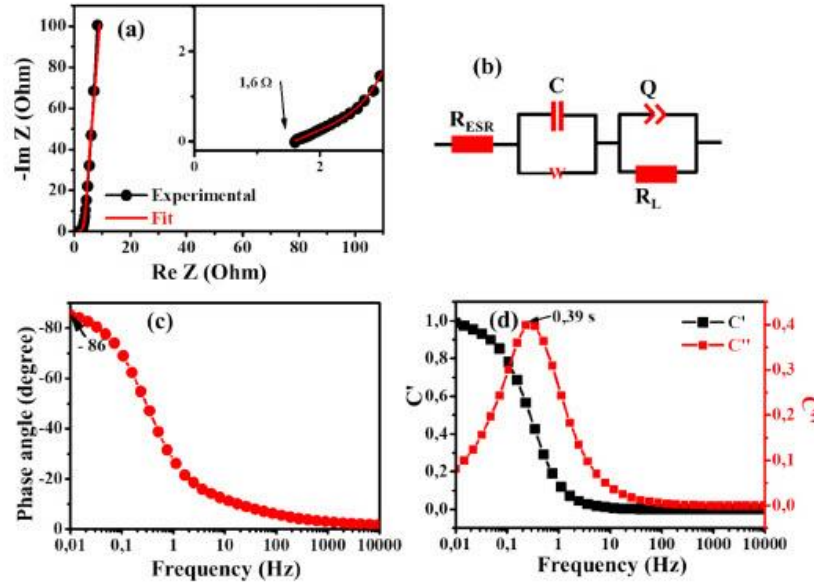 (a)
-Im Z (Ohm)
100
80
60
40
20
0
0 20 40 60 80 100
Re Z (Ohm)
Experimental
Fit
2
1
0
0 2
1,6 Ω
(b)
R_ESR
C
W
Q
R_L
(c)
Phase angle (degree)
-80
-60
-40
-20
0
0,01 0,1 1 10 100 1000 10000
Frequency (Hz)
- 86
(d)
C'
1,0
0,8
0,6
0,4
0,2
0,0
0,01 0,1 1 10 100 1000 10000
Frequency (Hz)
0,39 s
C'
C''
0,4
0,3
0,2
0,1
0,0
C''